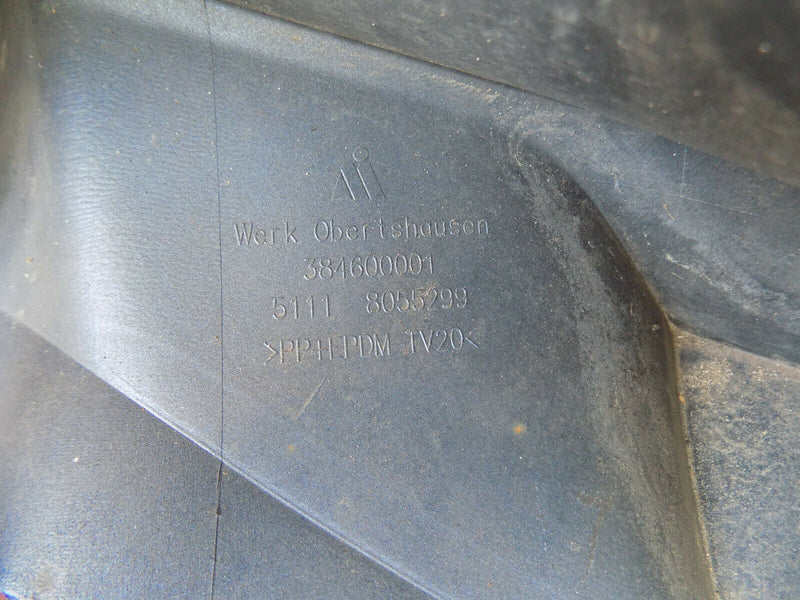 Werk Obertshausen
384600001
5111 8055299
>PP+EPDM TV20<